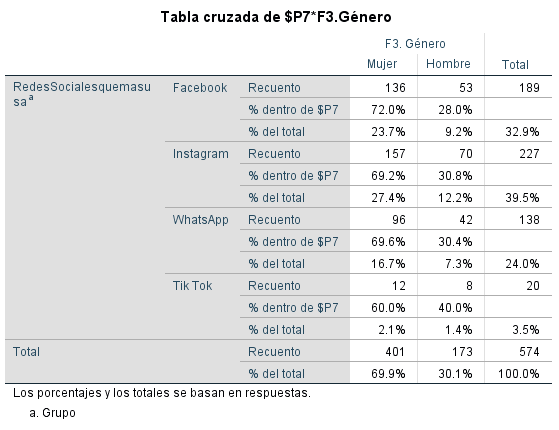 Tabla cruzada de $P7*F3.Género
F3. Género
Mujer Hombre Total
RedesSocialesquemasu
sa a
Facebook Recuento 136 53 189
% dentro de $P7 72.0% 28.0%
% del total 23.7% 9.2% 32.9%
Instagram Recuento 157 70 227
% dentro de $P7 69.2% 30.8%
% del total 27.4% 12.2% 39.5%
WhatsApp Recuento 96 42 138
% dentro de $P7 69.6% 30.4%
% del total 16.7% 7.3% 24.0%
Tik Tok Recuento 12 8 20
% dentro de $P7 60.0% 40.0%
% del total 2.1% 1.4% 3.5%
Total Recuento 401 173 574
% del total 69.9% 30.1% 100.0%
Los porcentajes y los totales se basan en respuestas.
a. Grupo